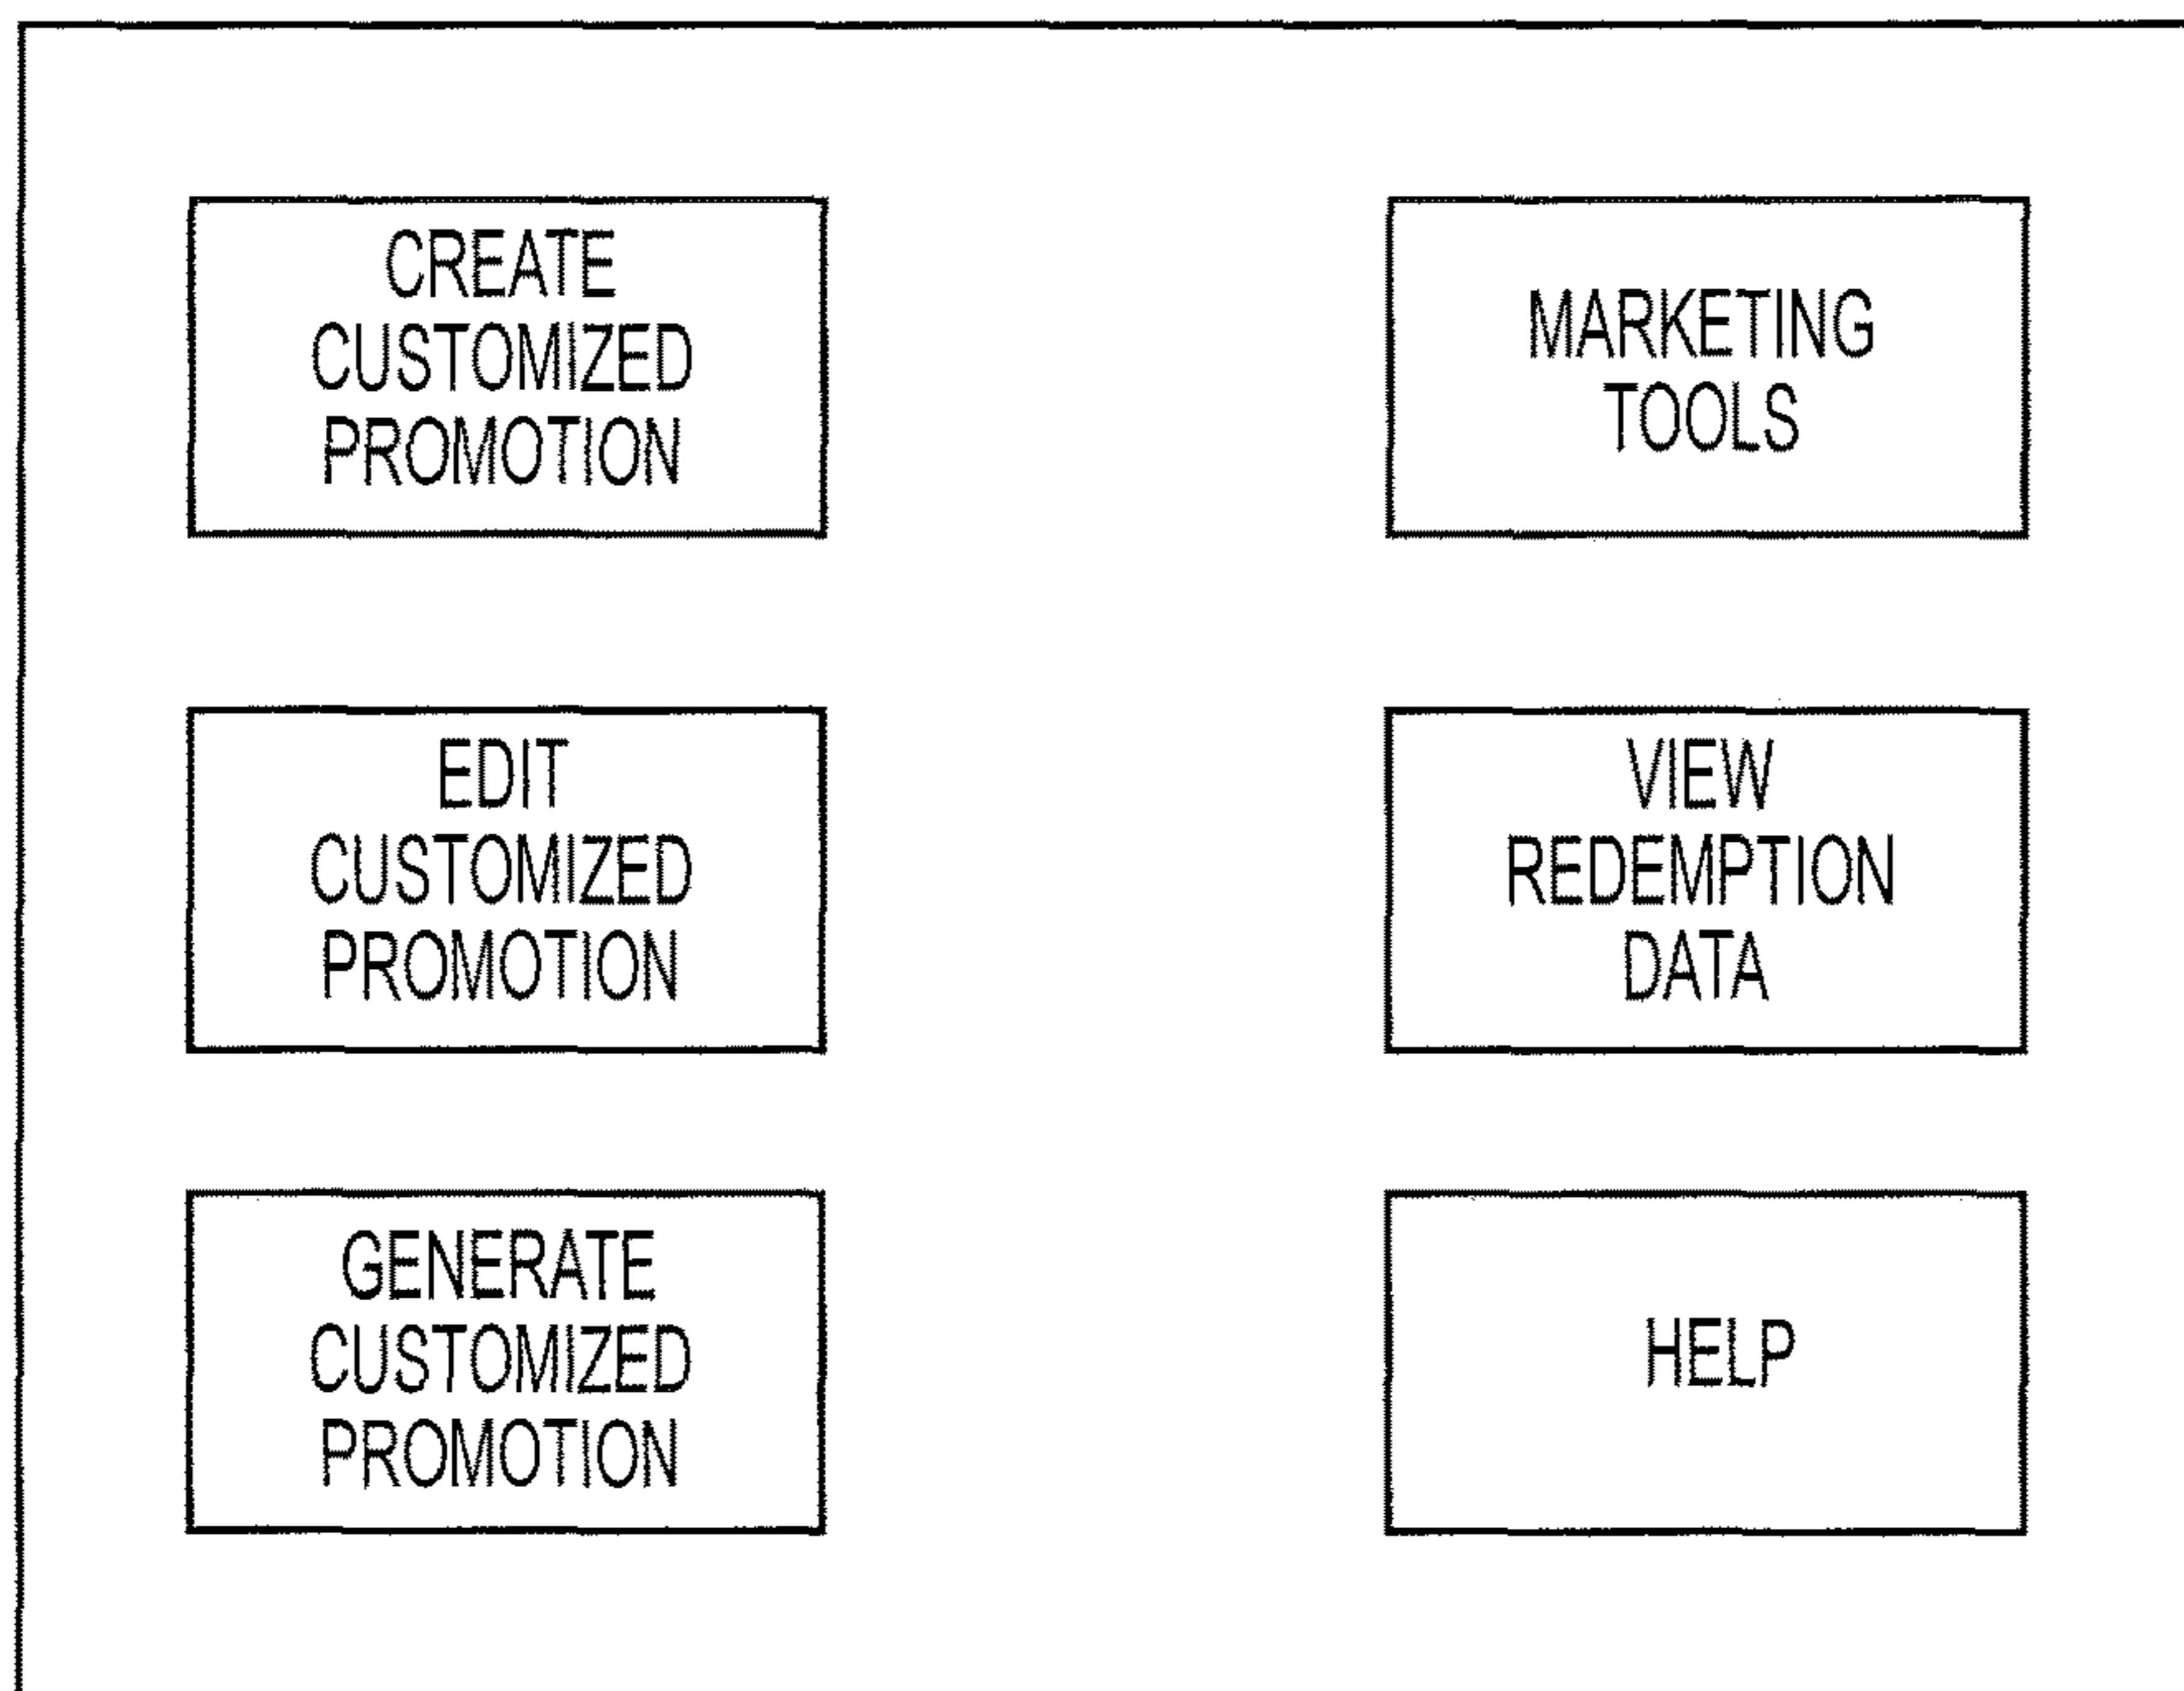 CREATE
CUSTOMIZED
PROMOTION
MARKETING
TOOLS
EDIT
CUSTOMIZED
PROMOTION
VIEW
REDEMPTION
DATA
GENERATE
CUSTOMIZED
PROMOTION
HELP